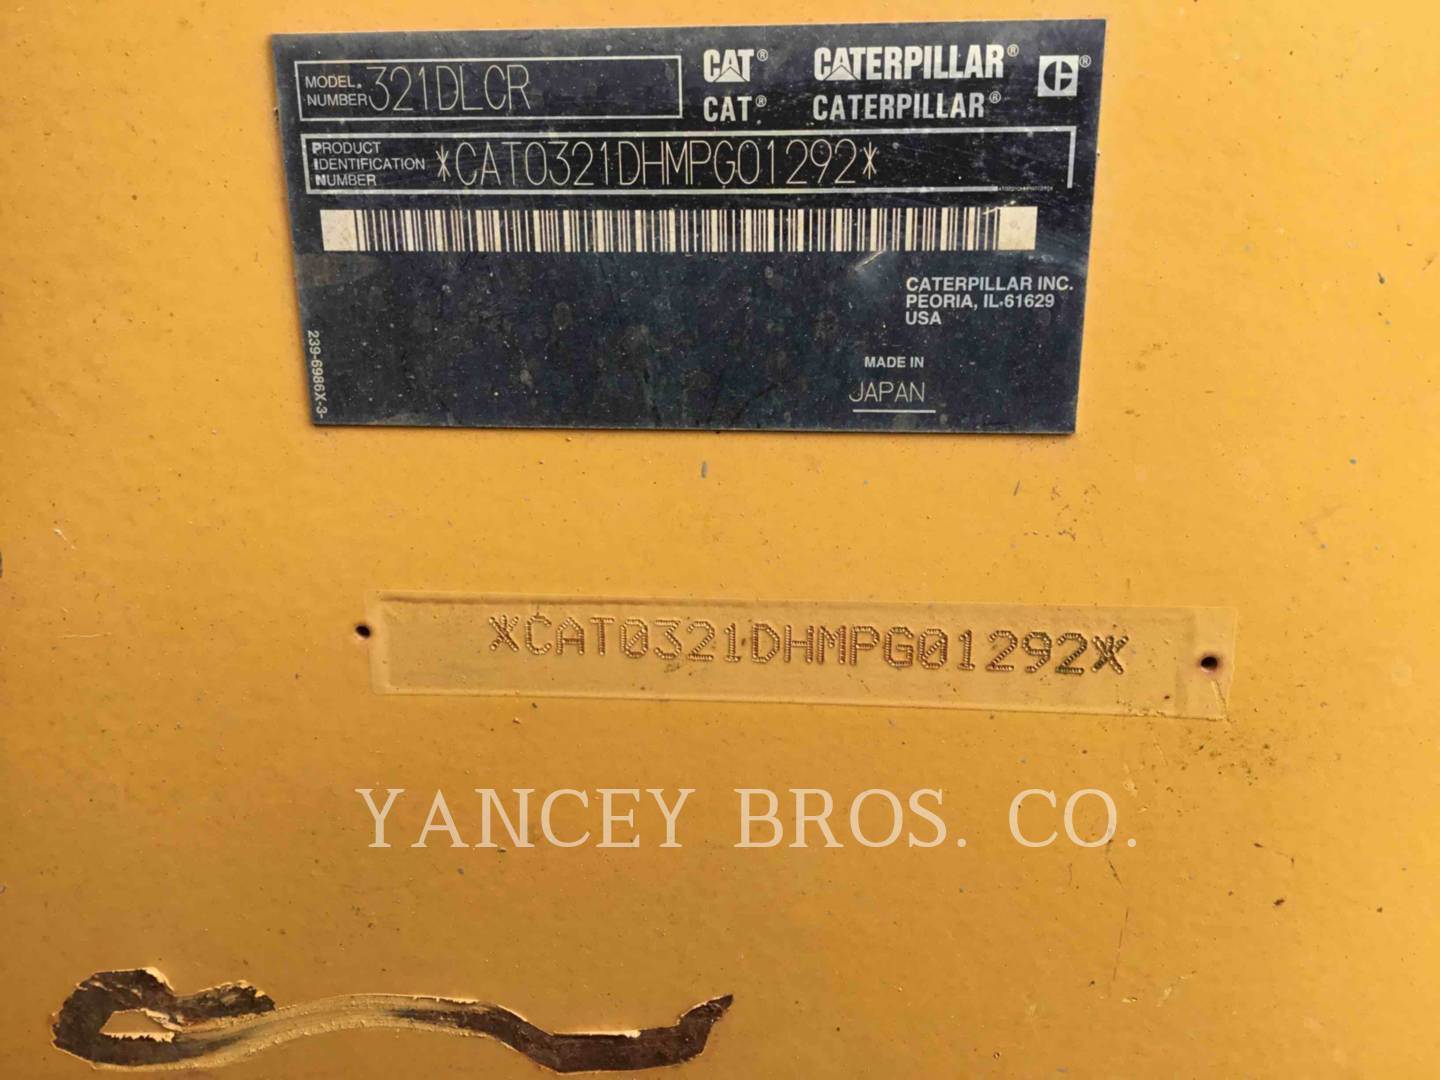 MODEL
NUMBER 321DLCR
CAT® CATERPILLAR® ®
CAT® CATERPILLAR®
PRODUCT
IDENTIFICATION
NUMBER
*CAT0321DHMPG01292*
CATERPILLAR INC.
PEORIA, IL 61629
USA
239-6986X-3
MADE IN
JAPAN
*CAT0321DHMPG01292*
YANCEY BROS. CO.